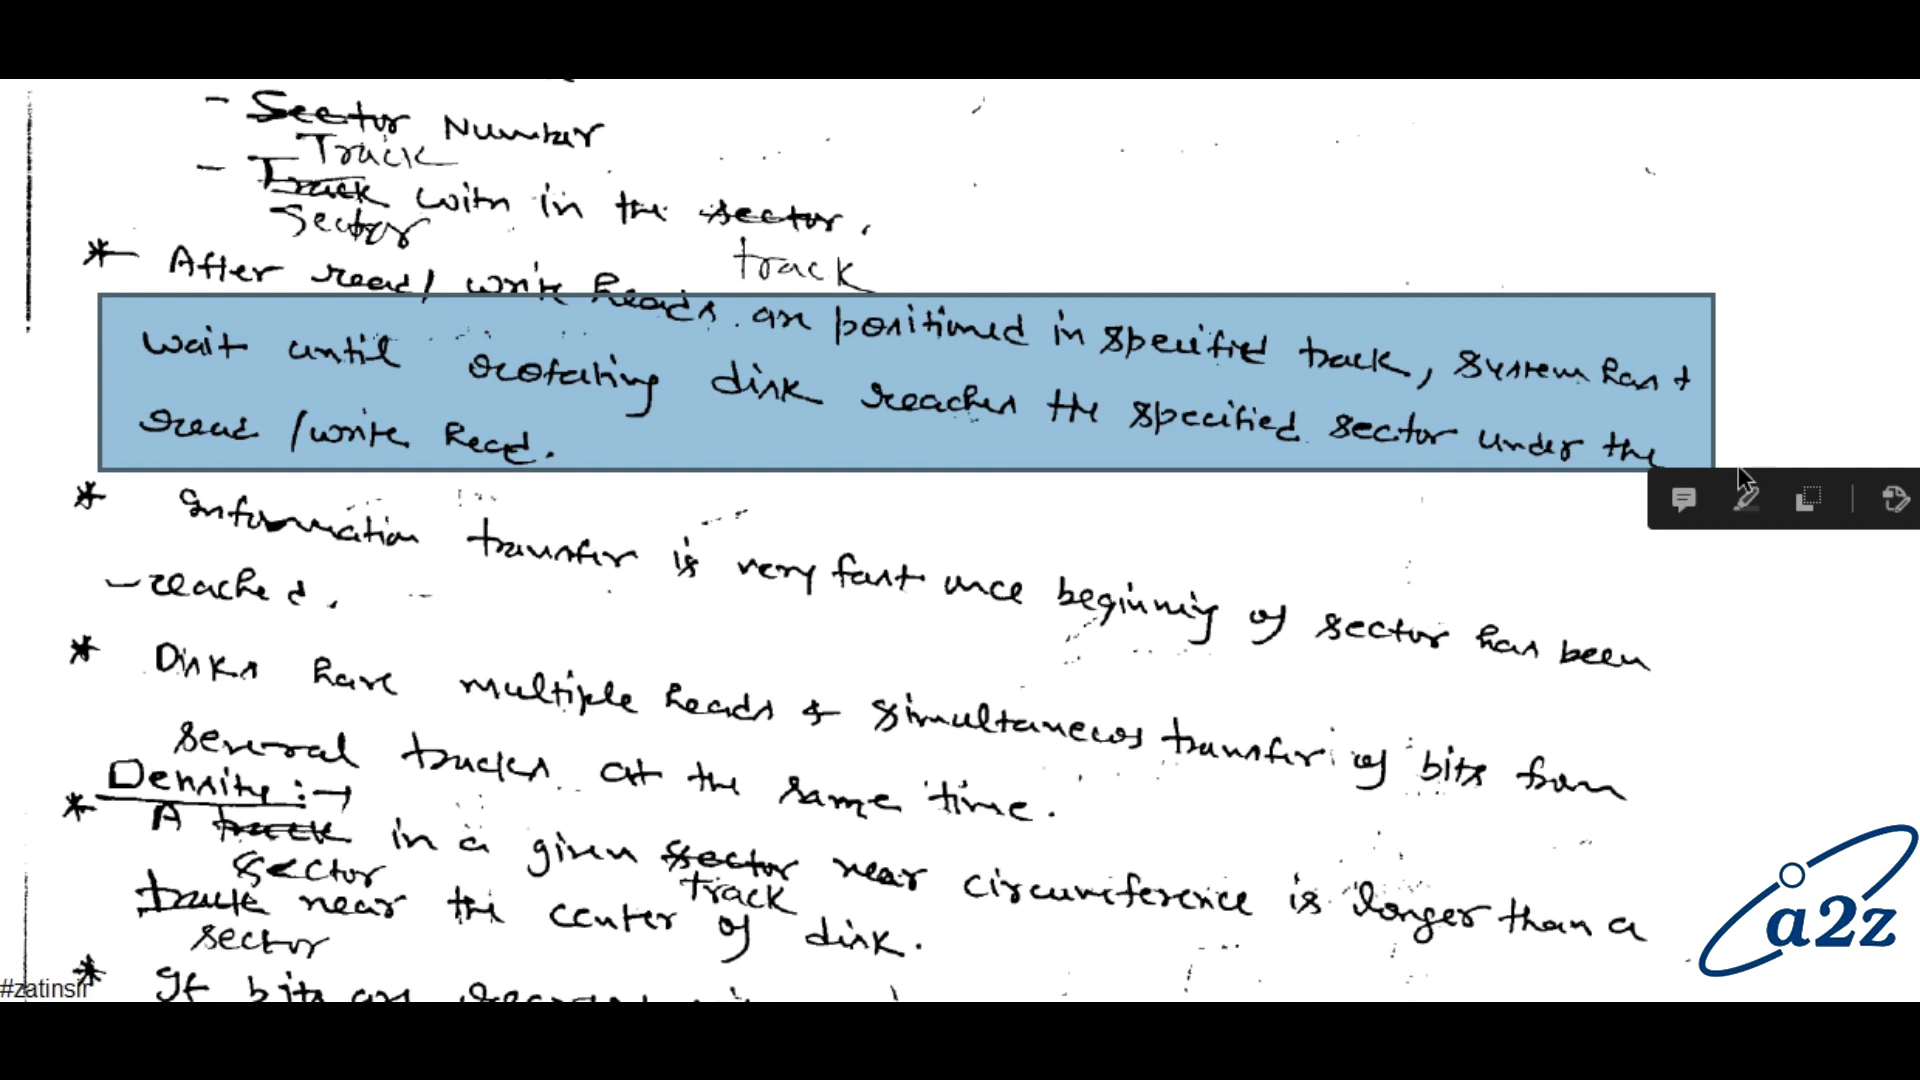 - Sector Number
Track
- Track with in the sector.
Sector track
* After read/write heads are positioned in specified track, system has t
wait until rotating disk reaches the specified sector under the
read/write head.
* Information transfer is very fast once beginning of sector has been
reached.
* Disks have multiple heads & simultaneous transfer of bits from
several tracks at the same time.
Density :→
* A track in a given sector near circumference is longer than a
sector track
track near the center of disk.
sector
* If bits are
#zatinsir
a2z